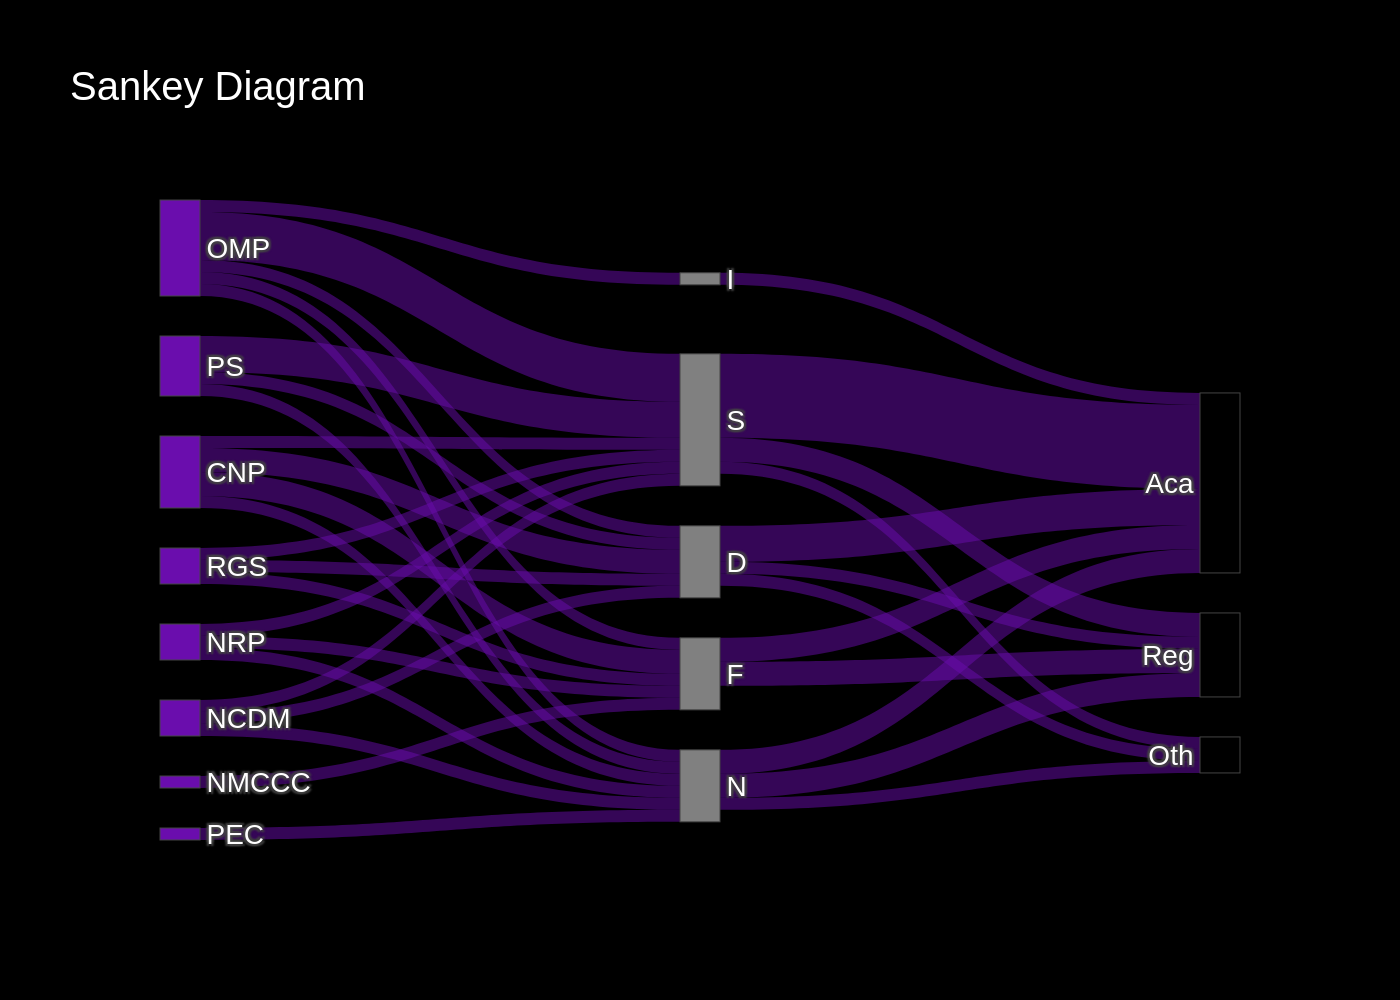 Sankey Diagram
OMP
PS
CNP
RGS
NRP
NCDM
NMCCC
PEC
I
S
D
F
N
Aca
Reg
Oth